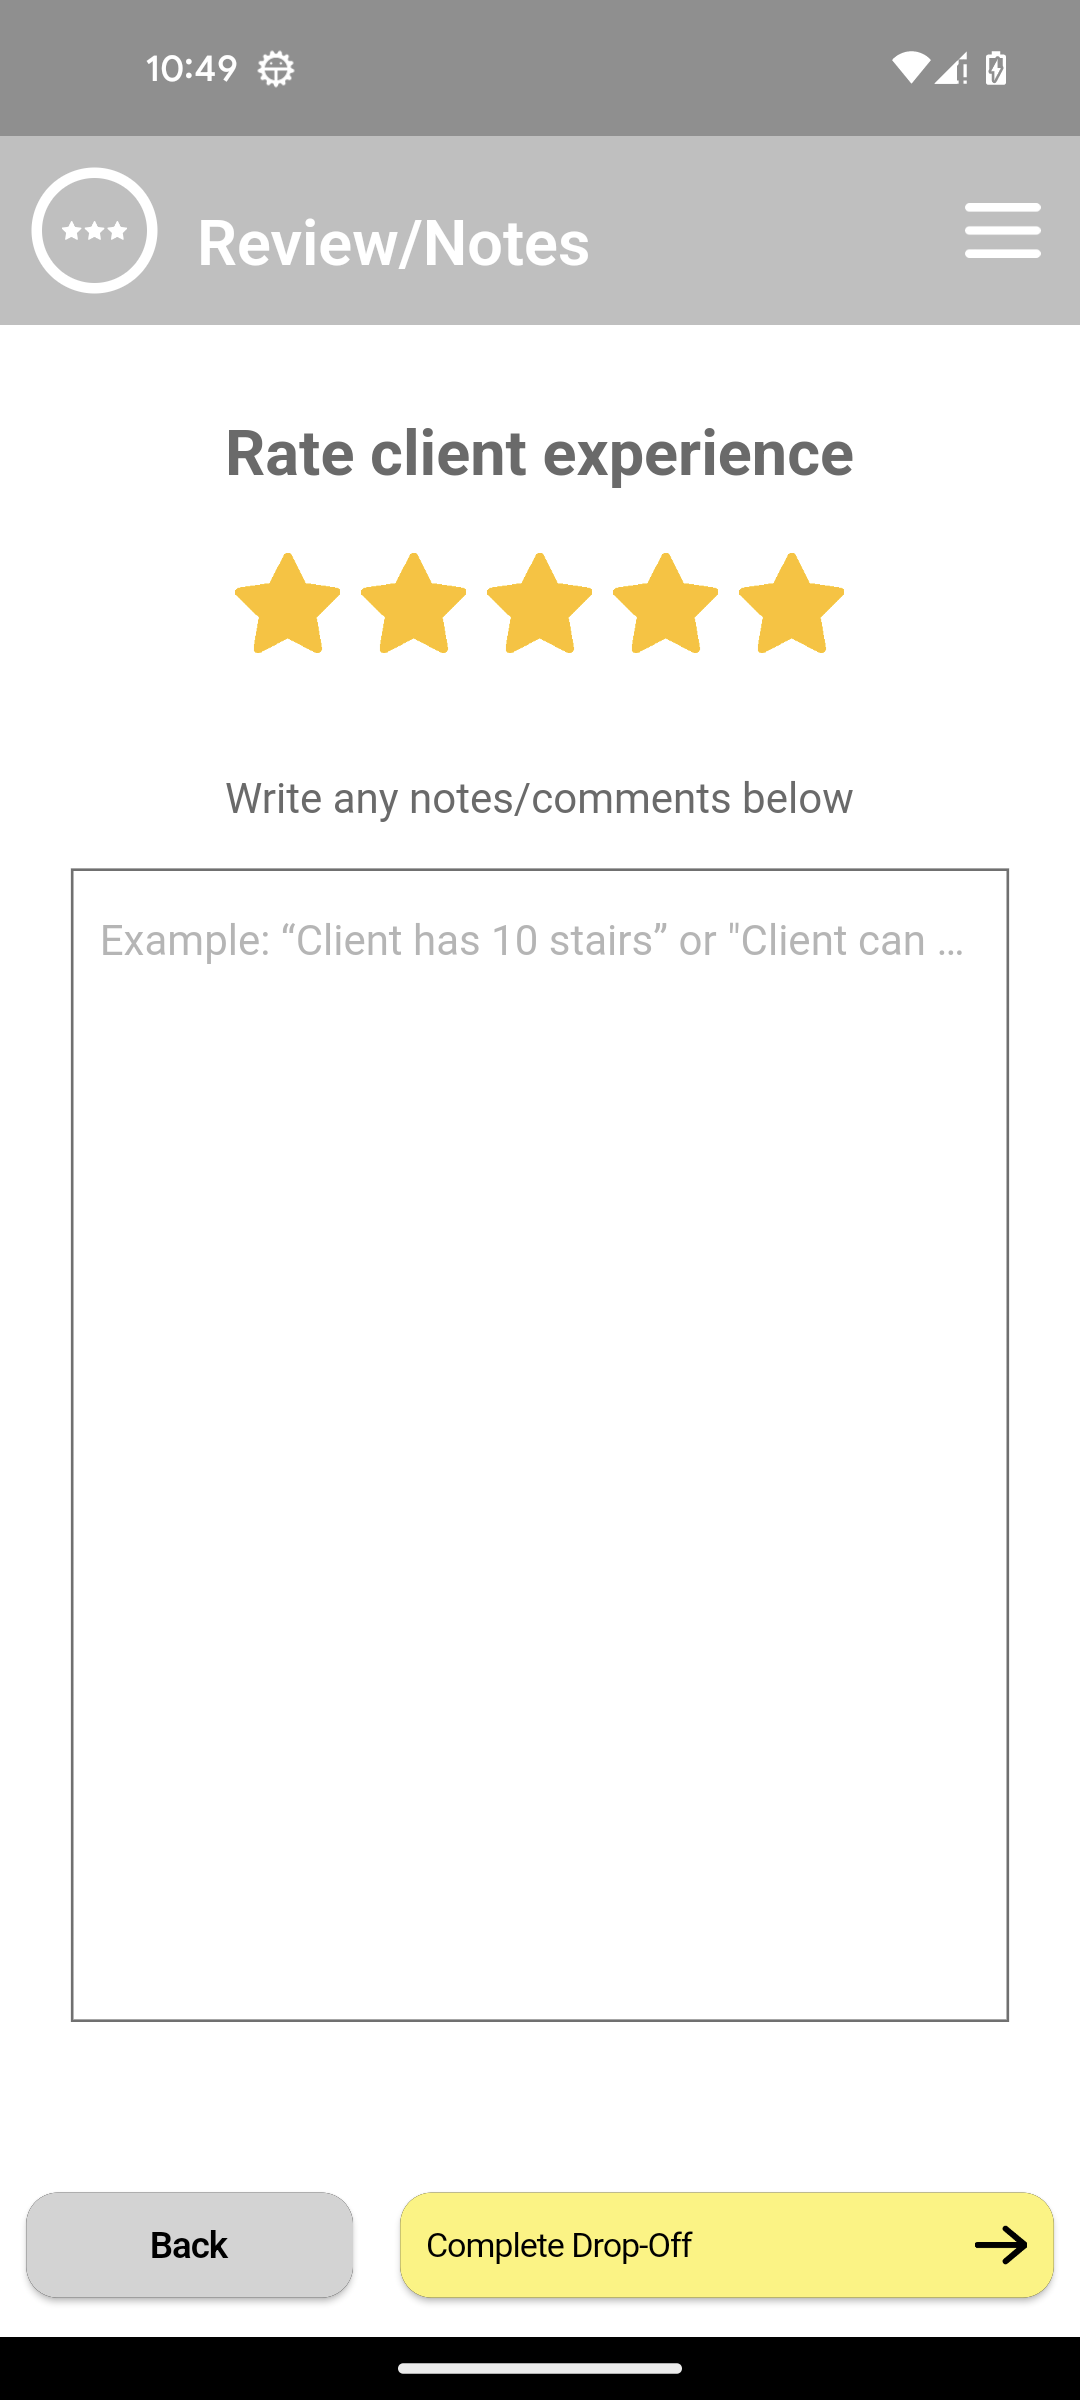 10:49
Review/Notes
Rate client experience
Write any notes/comments below
Example: “Client has 10 stairs” or "Client can ...
Back
Complete Drop-Off